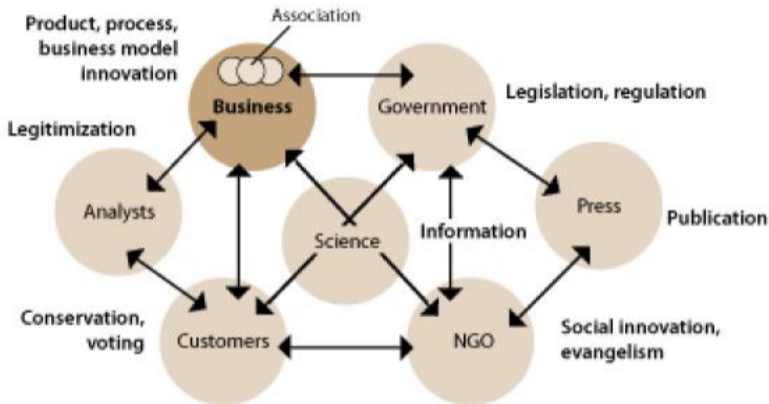 Product, process,
business model
innovation
Association
Business
Government
Legislation, regulation
Legitimization
Analysts
Science
Information
Press
Publication
Conservation,
voting
Customers
NGO
Social innovation,
evangelism